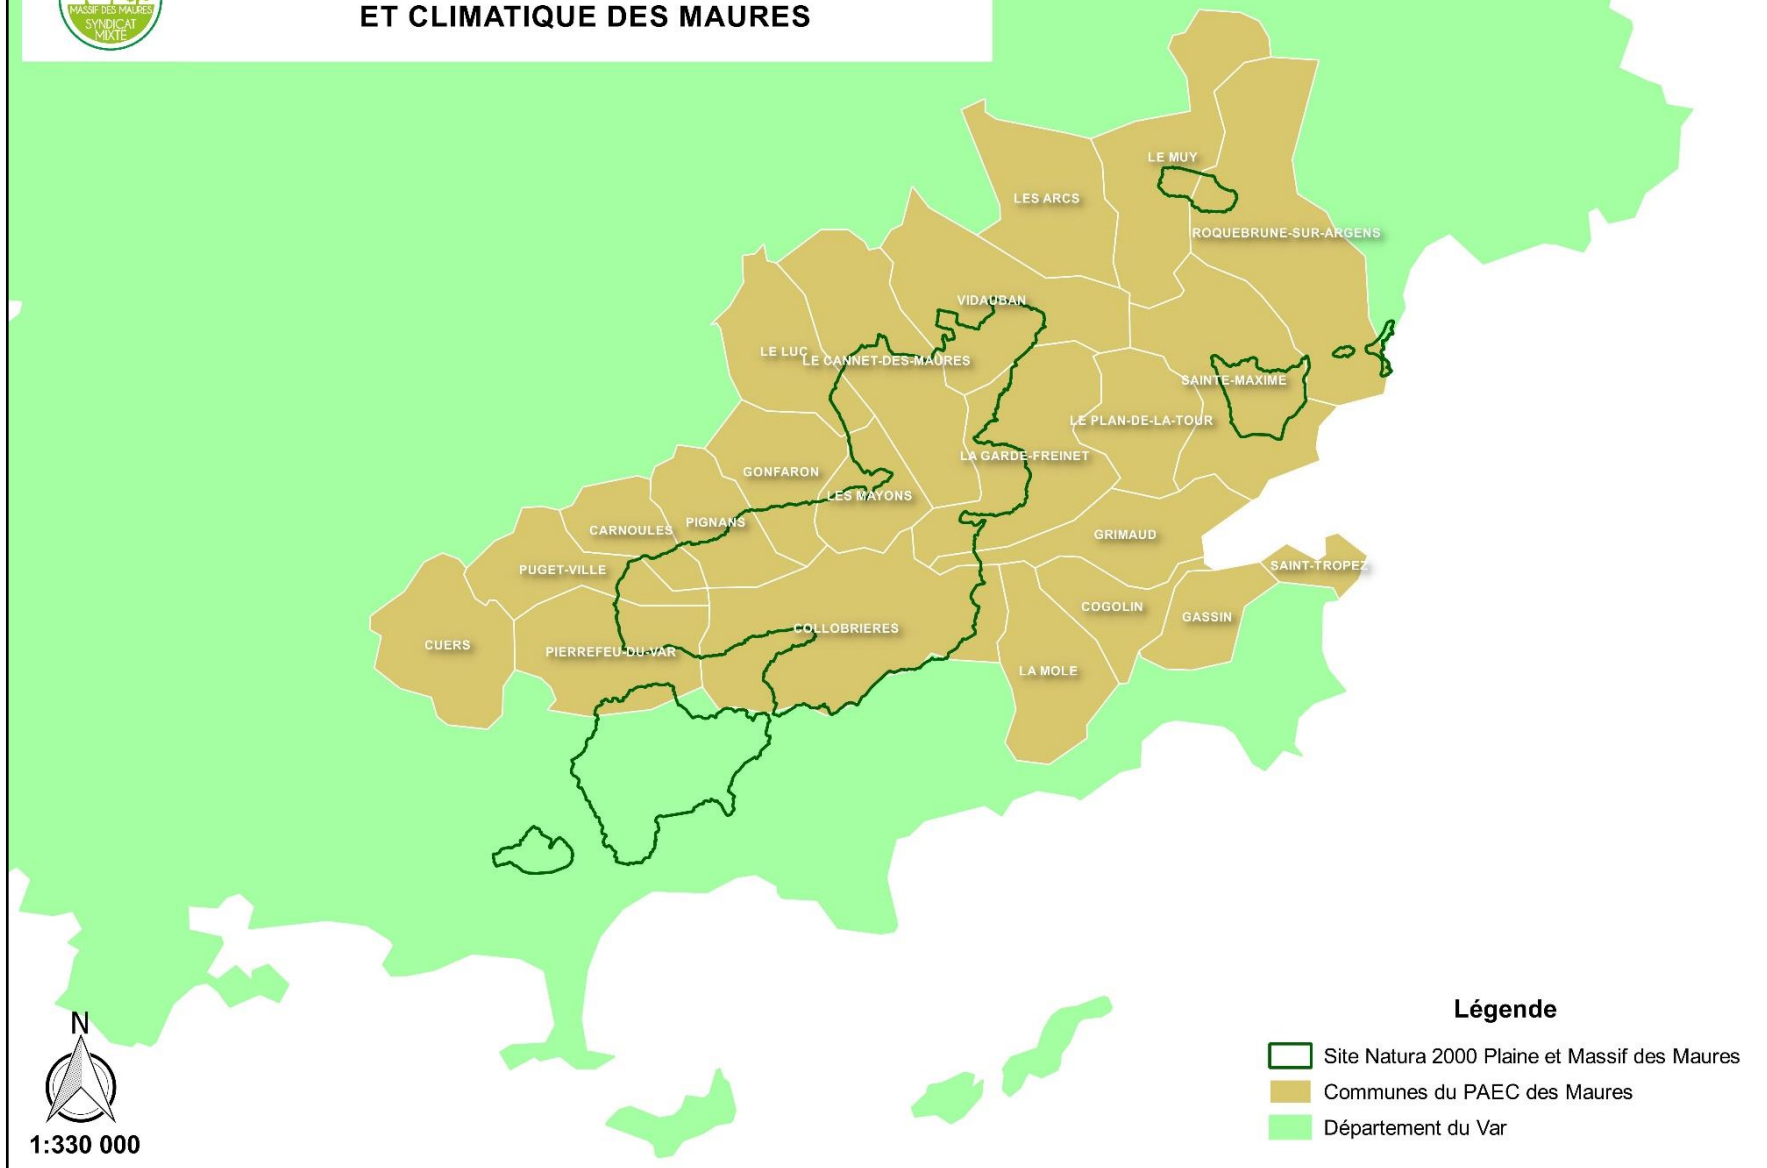 MASSIF DES MAURES
SYNDICAT
MIXTE
ET CLIMATIQUE DES MAURES
LE MUY
LES ARCS
ROQUEBRUNE-SUR-ARGENS
VIDAUBAN
LE LUC
LE CANNET-DES-MAURES
SAINTE-MAXIME
LE PLAN-DE-LA-TOUR
LA GARDE-FREINET
GONFARON
LES MAYONS
PIGNANS
CARNOULES
GRIMAUD
PUGET-VILLE
SAINT-TROPEZ
COGOLIN
GASSIN
COLLOBRIERES
CUERS
PIERREFEU-DU-VAR
LA MOLE
N
1:330 000
Légende
Site Natura 2000 Plaine et Massif des Maures
Communes du PAEC des Maures
Département du Var